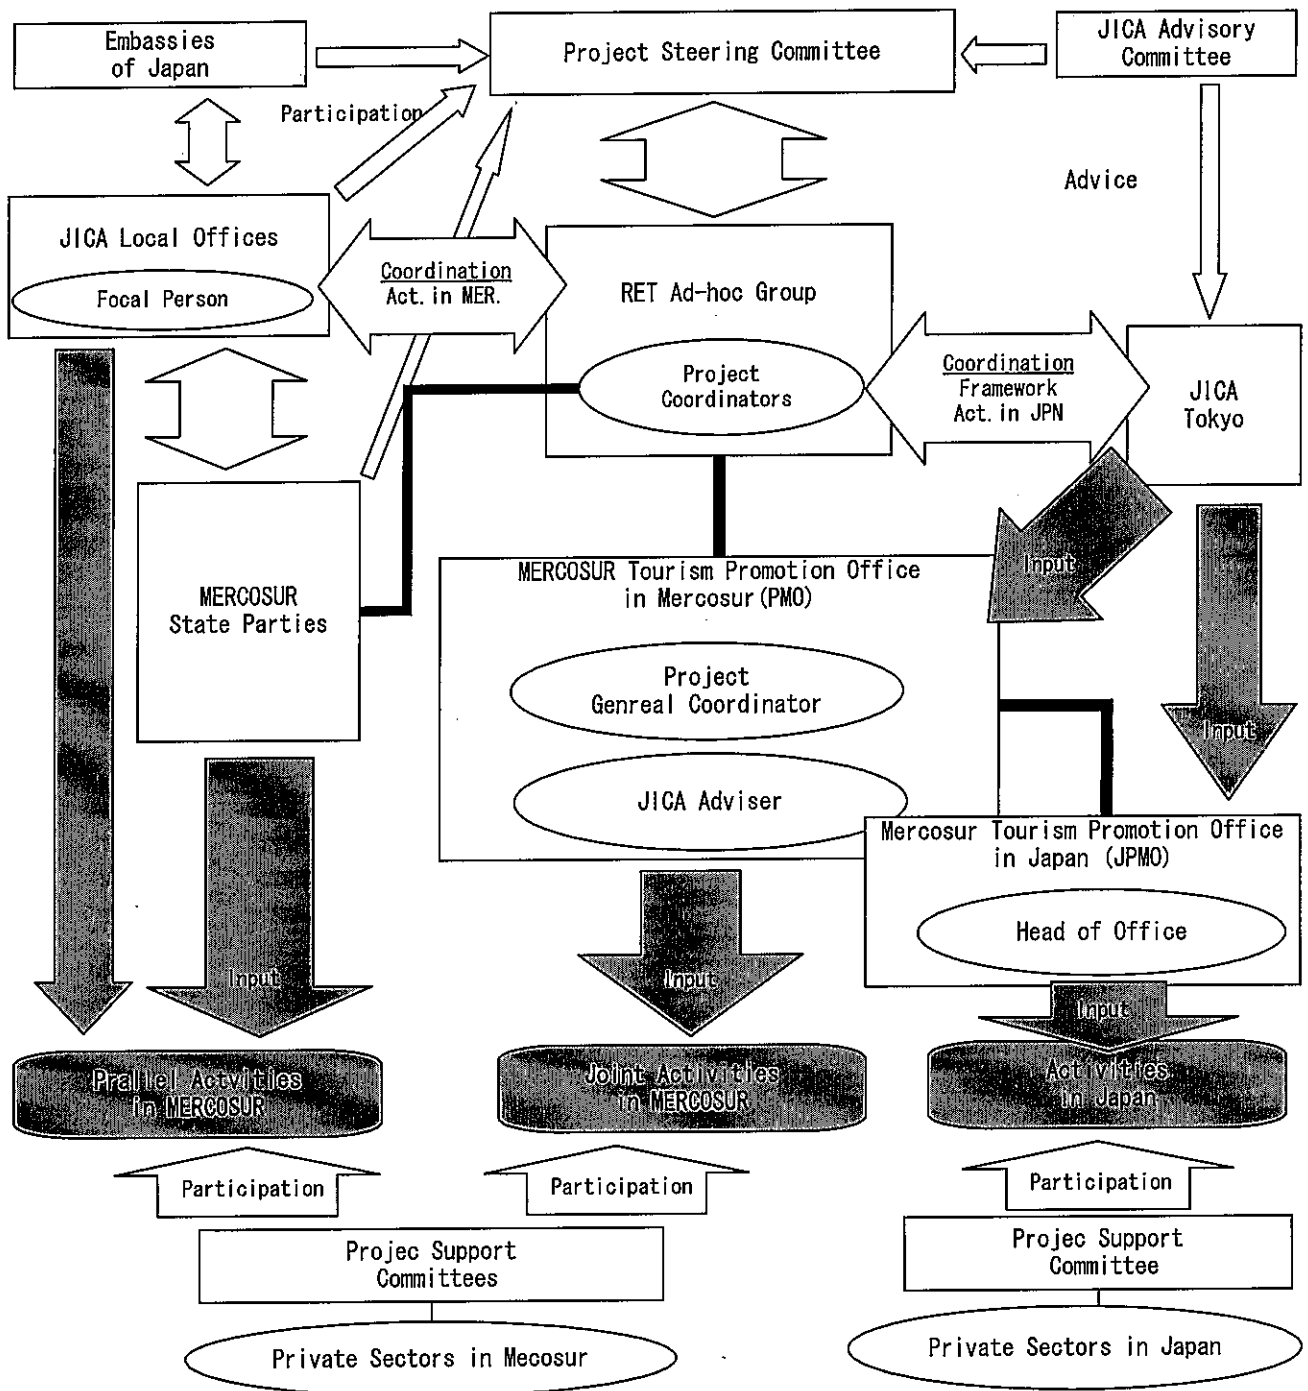 Embassies
of Japan
Project Steering Committee
JICA Advisory
Committee
Participation
Advice
JICA Local Offices
Focal Person
Coordination
Act. in MER.
RET Ad-hoc Group
Project
Coordinators
Coordination
Framework
Act. in JPN
JICA
Tokyo
MERCOSUR
State Parties
MERCOSUR Tourism Promotion Office
in Mercosur(PMO)
Input
Project
Genreal Coordinator
Input
JICA Adviser
Mercosur Tourism Promotion Office
in Japan (JPMO)
Head of Office
Input
Input
Input
Prallel Actvities
in MERCOSUR
Joint Activities
in MERCOSUR
Activities
in Japan
Participation
Participation
Participation
Projec Support
Committees
Projec Support
Committee
Private Sectors in Mecosur
Private Sectors in Japan